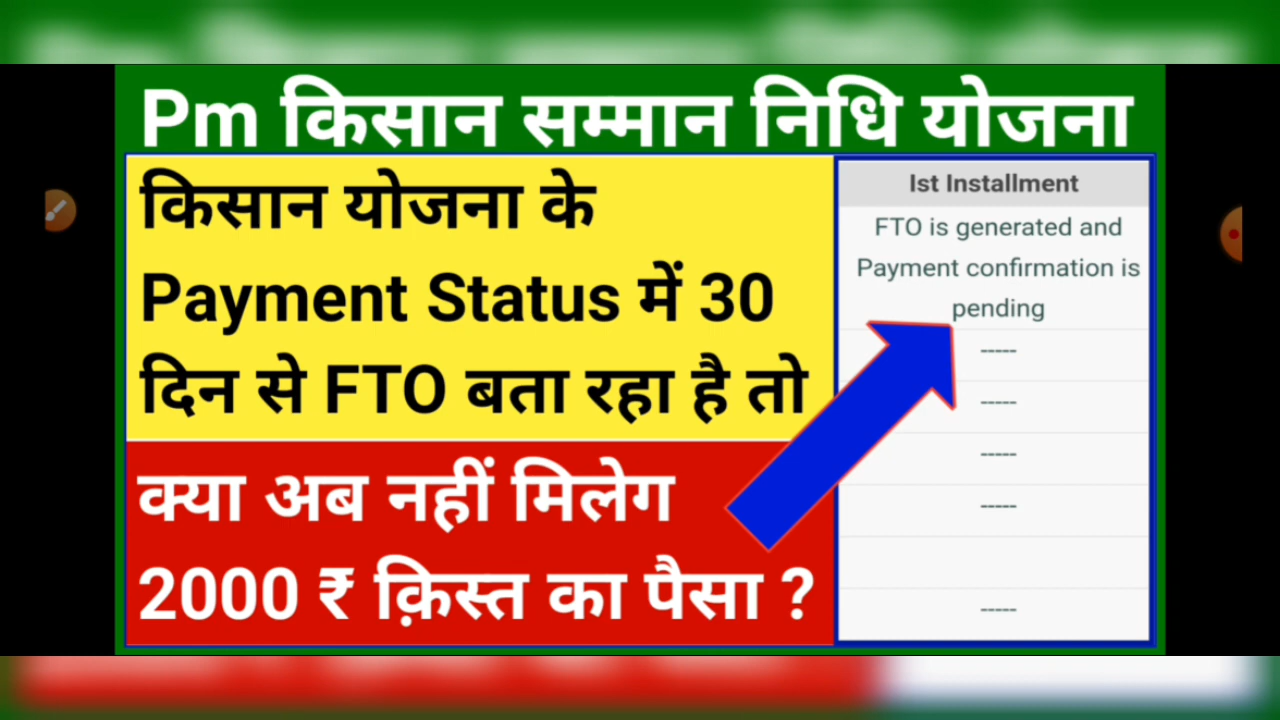 Pm किसान सम्मान निधि योजना
किसान योजना के
Payment Status में 30
दिन से FTO बता रहा है तो
क्या अब नहीं मिलेग
2000 ₹ क़िस्त का पैसा ?
Ist Installment
FTO is generated and
Payment confirmation is
pending
-----
-----
-----
-----
-----